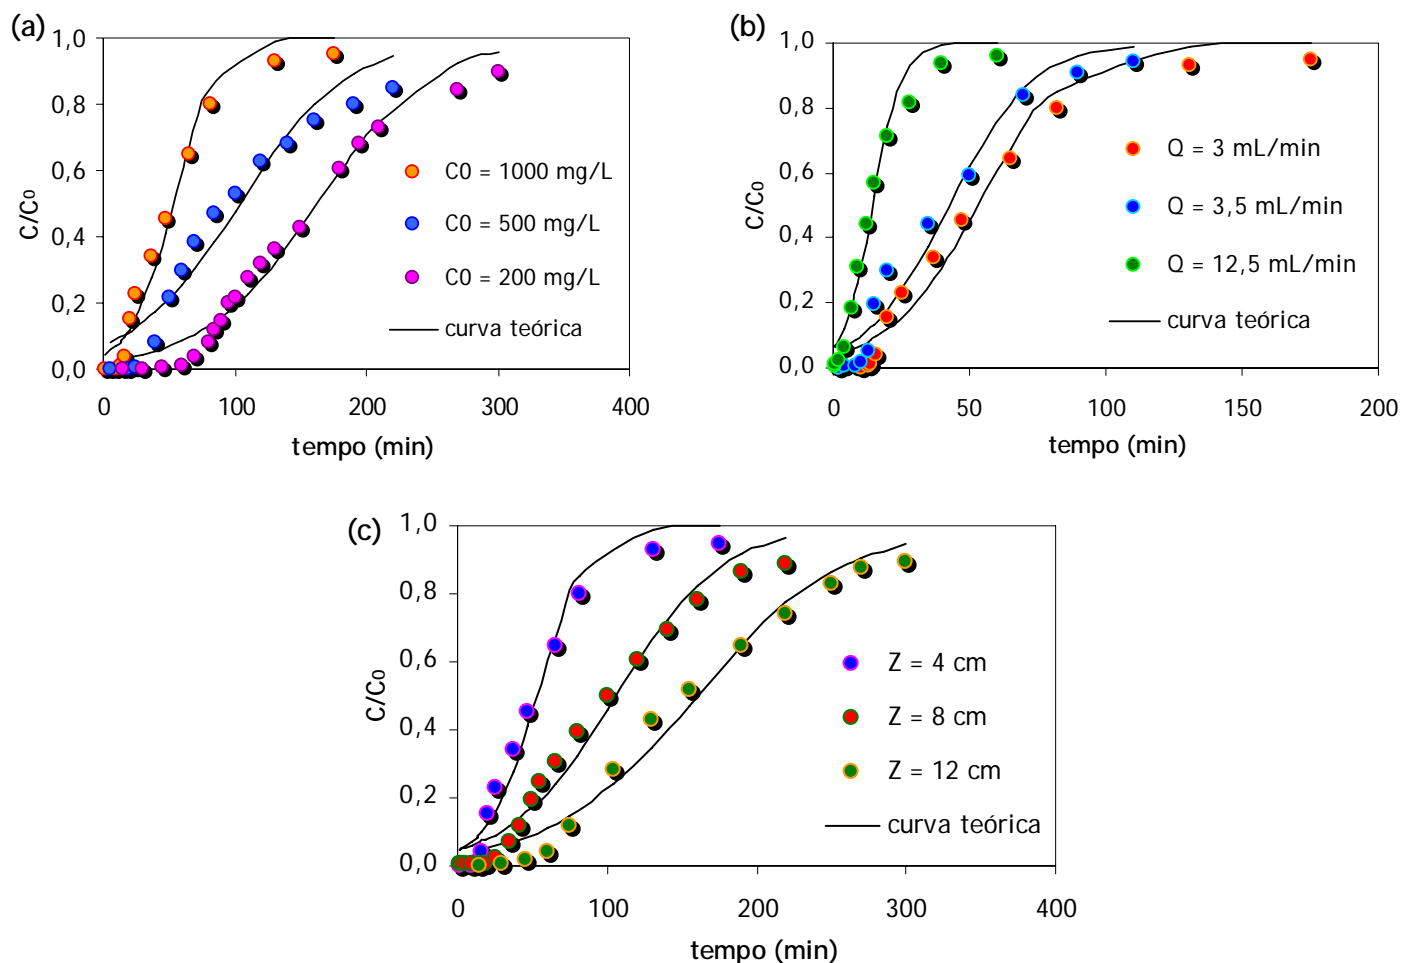 (a)
1,0
0,8
0,6
0,4
0,2
0,0
C/C0
C0 = 1000 mg/L
C0 = 500 mg/L
C0 = 200 mg/L
curva teórica
0 100 200 300 400
tempo (min)
(b)
1,0
0,8
0,6
0,4
0,2
0,0
C/C0
Q = 3 mL/min
Q = 3,5 mL/min
Q = 12,5 mL/min
curva teórica
0 50 100 150 200
tempo (min)
(c)
1,0
0,8
0,6
0,4
0,2
0,0
C/C0
Z = 4 cm
Z = 8 cm
Z = 12 cm
curva teórica
0 100 200 300 400
tempo (min)